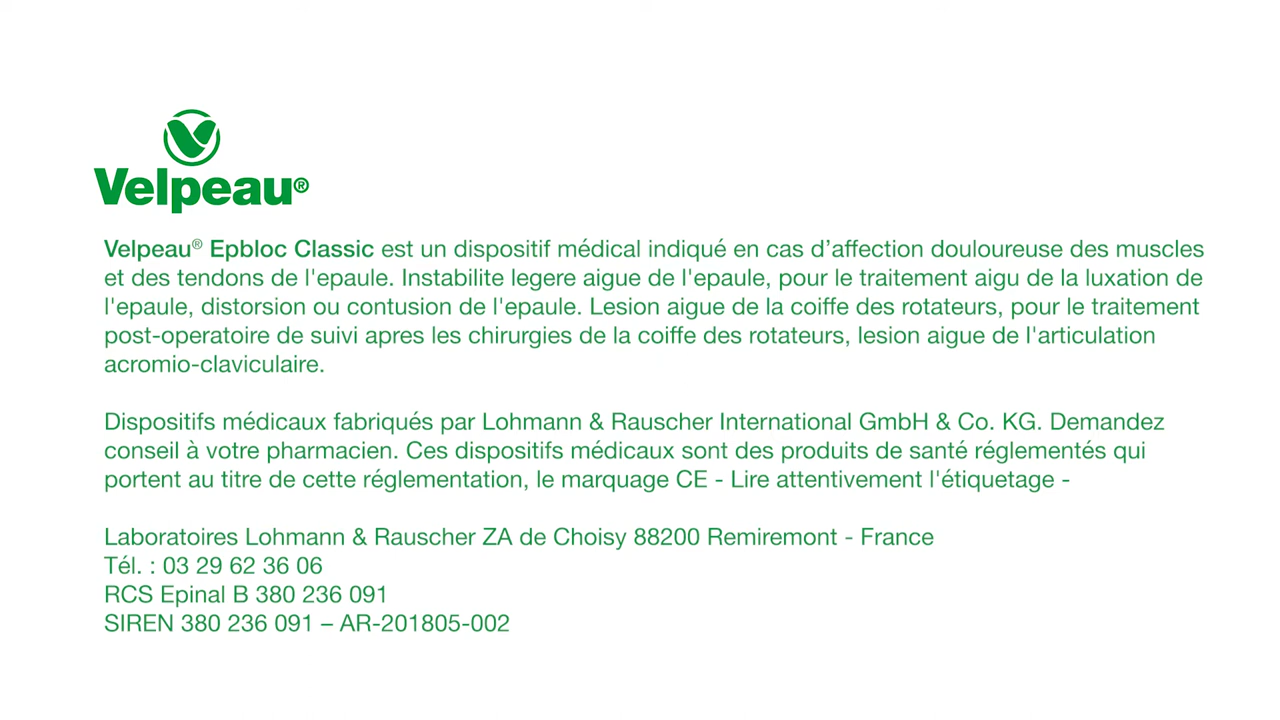 Velpeau®
Velpeau® Epbloc Classic est un dispositif médical indiqué en cas d’affection douloureuse des muscles
et des tendons de l'epaule. Instabilite legere aigue de l'epaule, pour le traitement aigu de la luxation de
l'epaule, distorsion ou contusion de l'epaule. Lesion aigue de la coiffe des rotateurs, pour le traitement
post-operatoire de suivi apres les chirurgies de la coiffe des rotateurs, lesion aigue de l'articulation
acromio-claviculaire.
Dispositifs médicaux fabriqués par Lohmann & Rauscher International GmbH & Co. KG. Demandez
conseil à votre pharmacien. Ces dispositifs médicaux sont des produits de santé réglementés qui
portent au titre de cette réglementation, le marquage CE - Lire attentivement l'étiquetage -
Laboratoires Lohmann & Rauscher ZA de Choisy 88200 Remiremont - France
Tél. : 03 29 62 36 06
RCS Epinal B 380 236 091
SIREN 380 236 091 – AR-201805-002